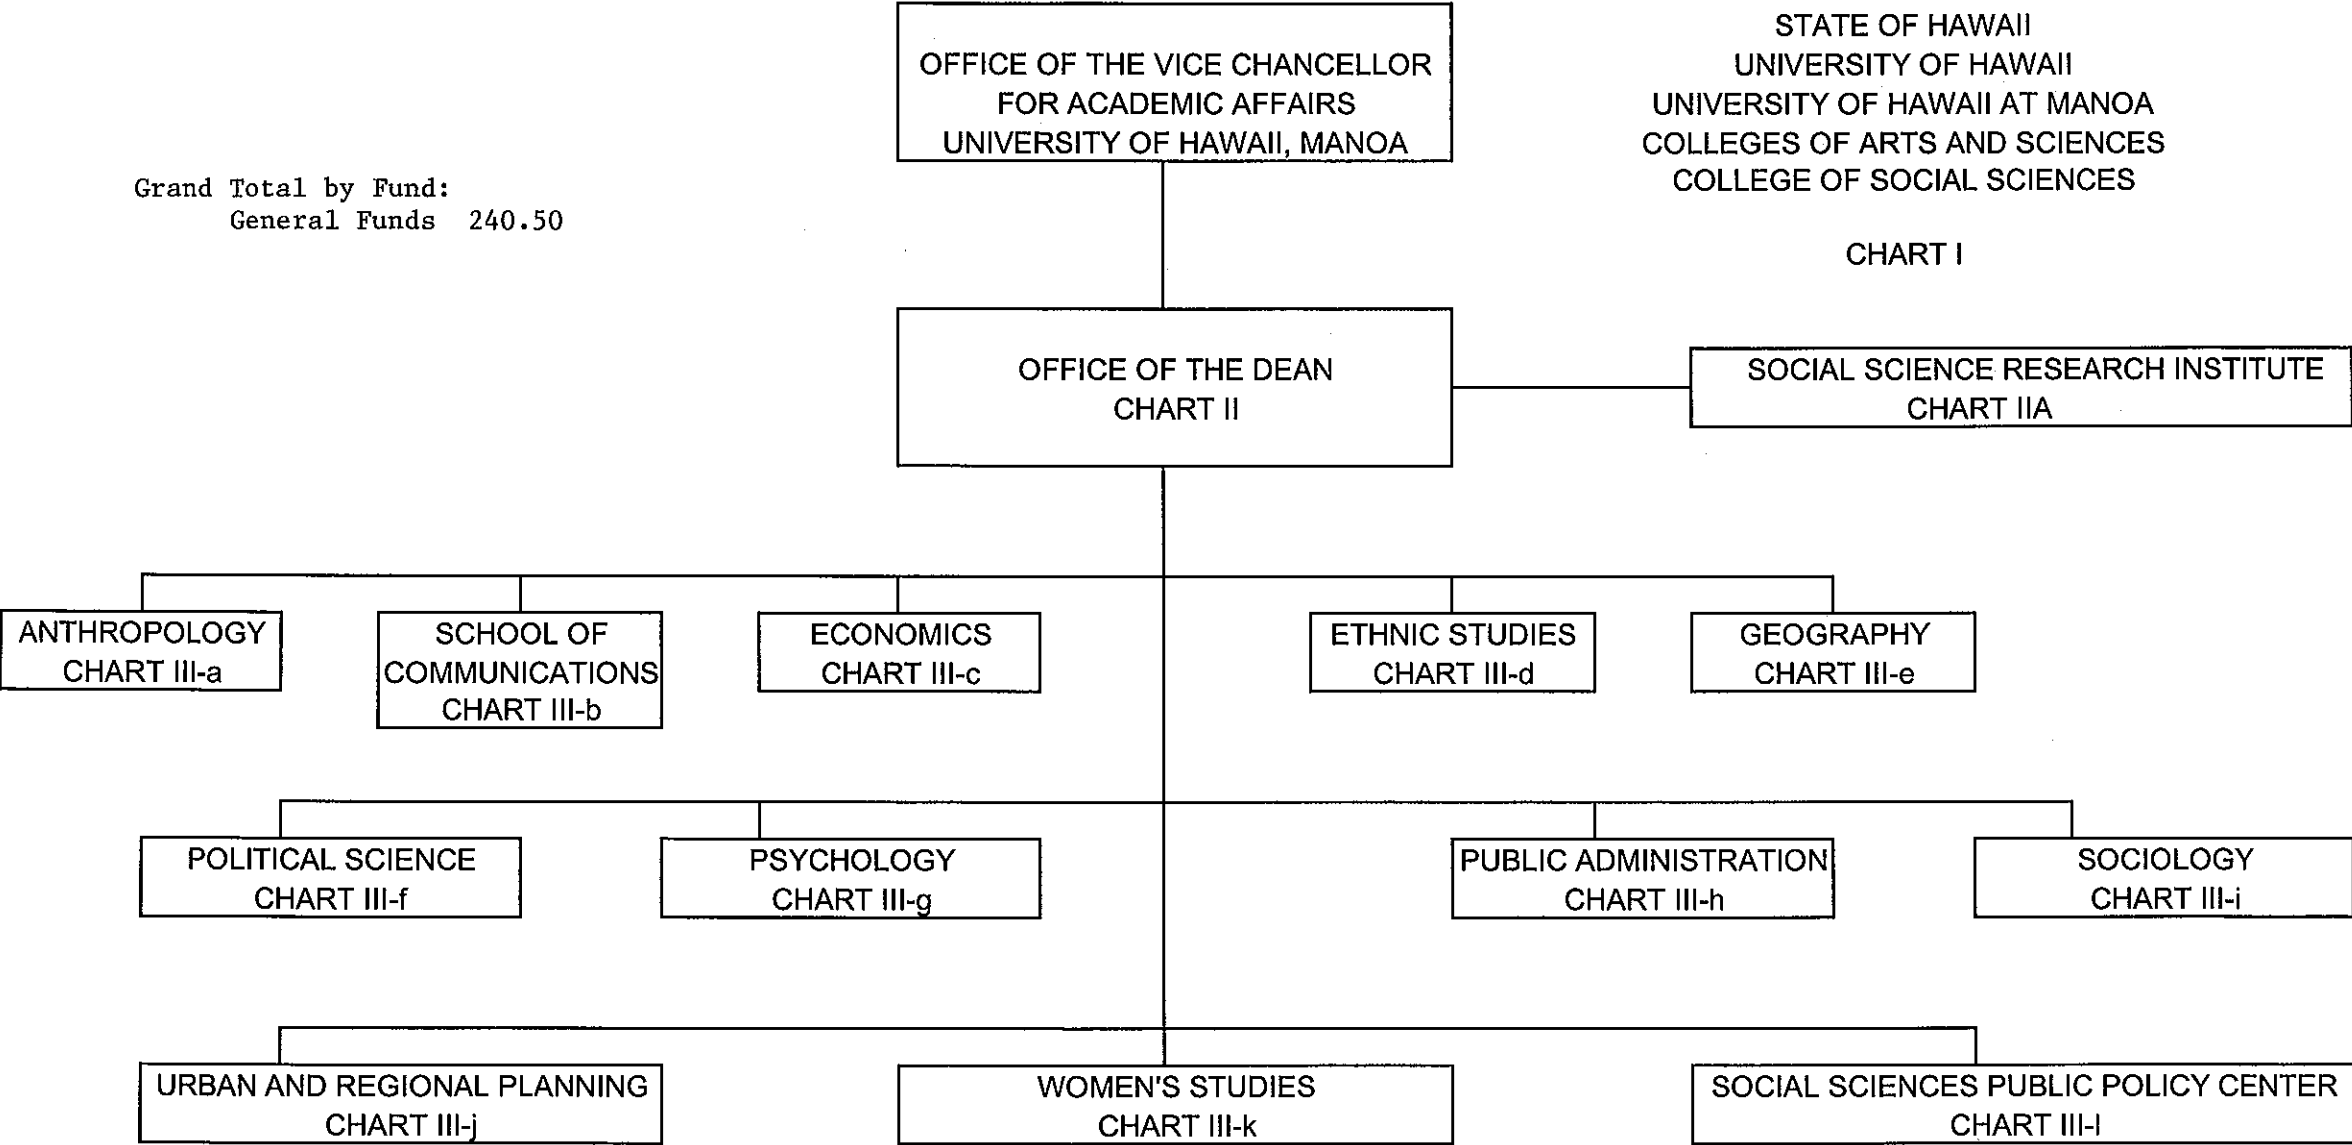 OFFICE OF THE VICE CHANCELLOR
FOR ACADEMIC AFFAIRS
UNIVERSITY OF HAWAII, MANOA
STATE OF HAWAII
UNIVERSITY OF HAWAII
UNIVERSITY OF HAWAII AT MANOA
COLLEGES OF ARTS AND SCIENCES
COLLEGE OF SOCIAL SCIENCES
CHART I
Grand Total by Fund:
General Funds 240.50
OFFICE OF THE DEAN
CHART II
SOCIAL SCIENCE RESEARCH INSTITUTE
CHART IIA
ANTHROPOLOGY
CHART III-a
SCHOOL OF
COMMUNICATIONS
CHART III-b
ECONOMICS
CHART III-c
ETHNIC STUDIES
CHART III-d
GEOGRAPHY
CHART III-e
POLITICAL SCIENCE
CHART III-f
PSYCHOLOGY
CHART III-g
PUBLIC ADMINISTRATION
CHART III-h
SOCIOLOGY
CHART III-i
URBAN AND REGIONAL PLANNING
CHART III-j
WOMEN'S STUDIES
CHART III-k
SOCIAL SCIENCES PUBLIC POLICY CENTER
CHART III-l